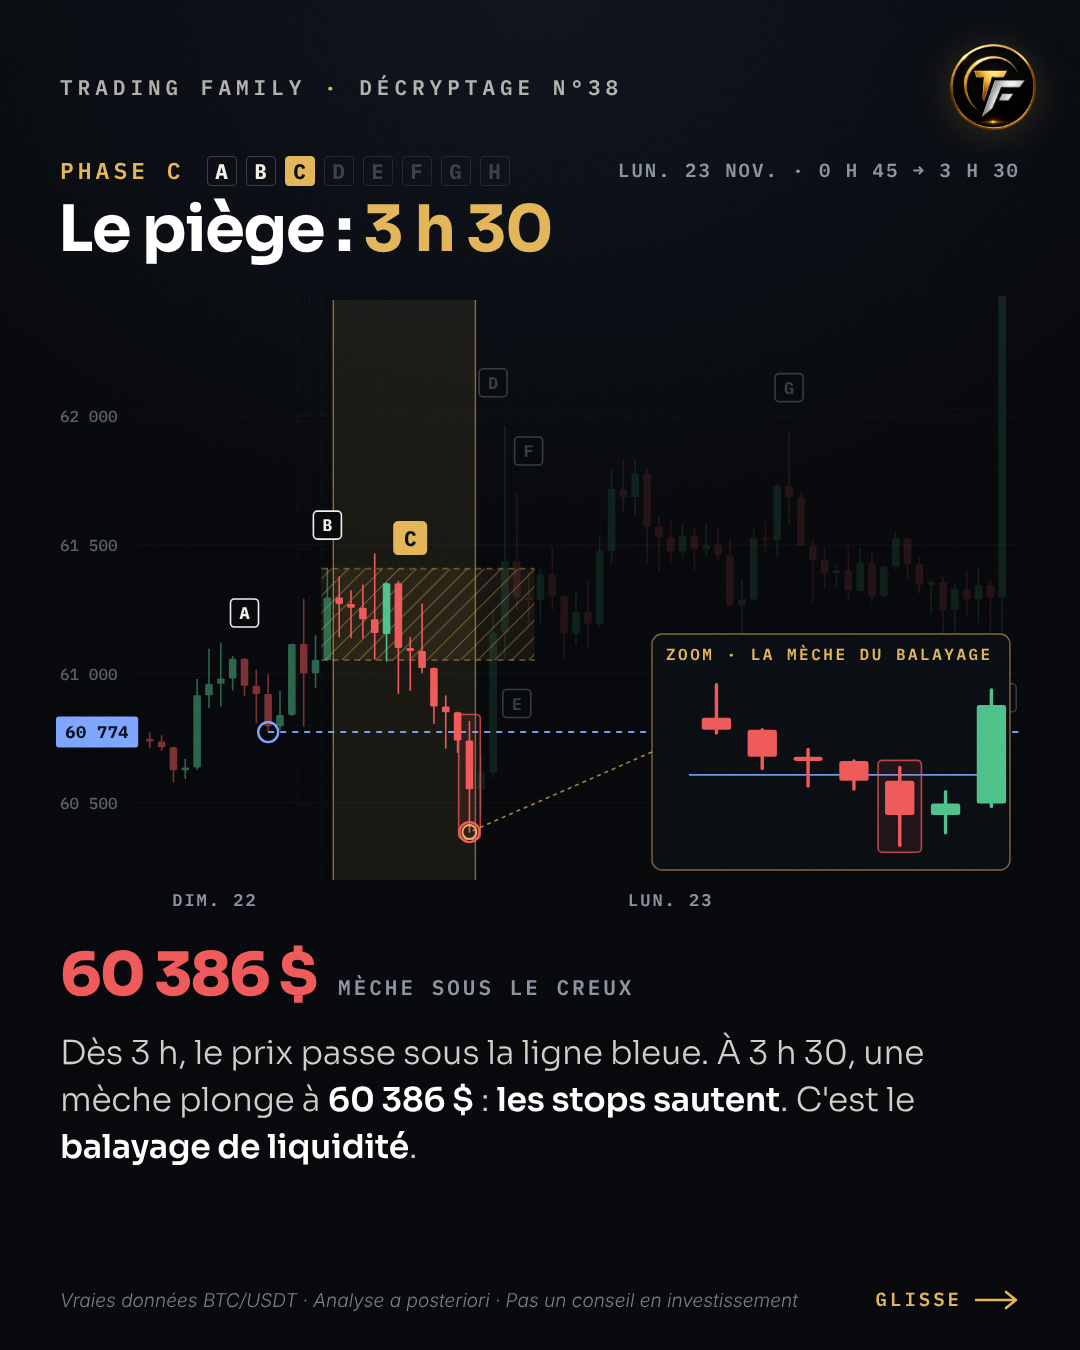 TRADING FAMILY · DÉCRYPTAGE N°38
TF
PHASE C A B C D E F G H
LUN. 23 NOV. · 0 H 45 → 3 H 30
Le piège : 3 h 30
D
G
62 000
F
B
C
61 500
A
ZOOM · LA MÈCHE DU BALAYAGE
61 000
E
60 774
60 500
DIM. 22
LUN. 23
60 386 $ MÈCHE SOUS LE CREUX
Dès 3 h, le prix passe sous la ligne bleue. À 3 h 30, une
mèche plonge à 60 386 $ : les stops sautent. C'est le
balayage de liquidité.
Vraies données BTC/USDT · Analyse a posteriori · Pas un conseil en investissement
GLISSE →